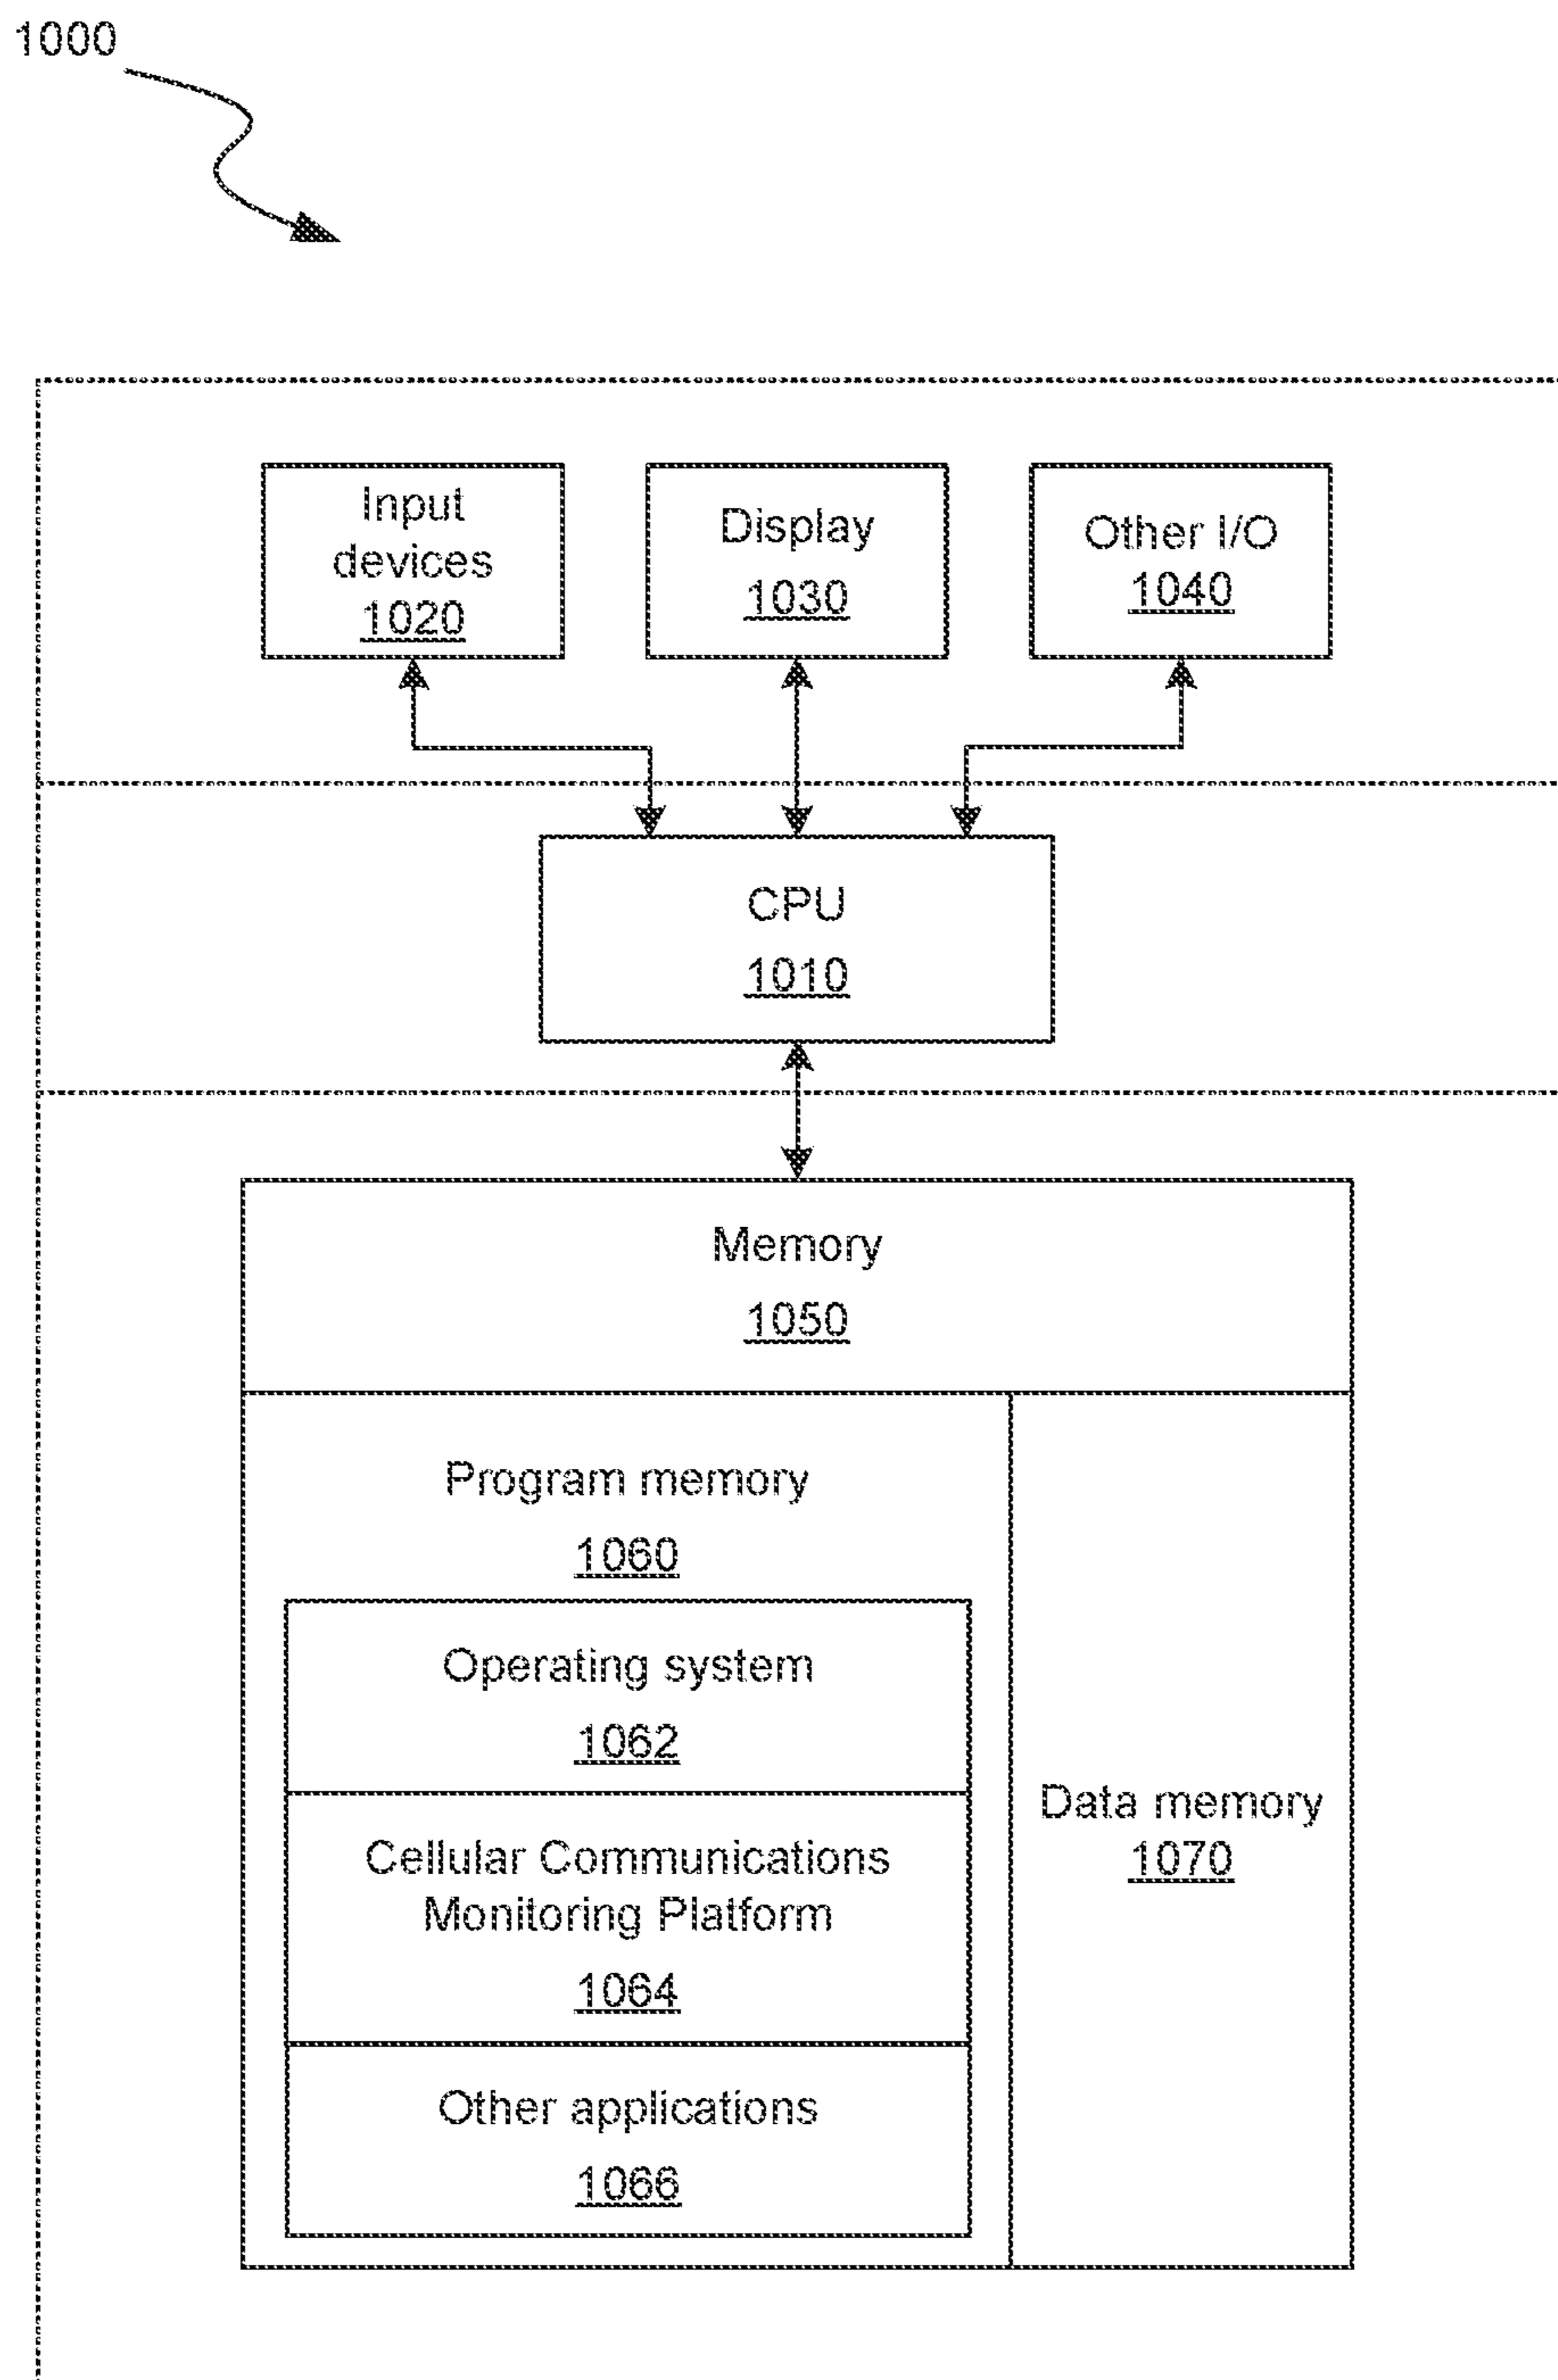 1000
Input
devices
1020
Display
1030
Other I/O
1040
CPU
1010
Memory
1050
Program memory
1060
Operating system
1062
Cellular Communications
Monitoring Platform
1064
Other applications
1066
Data memory
1070